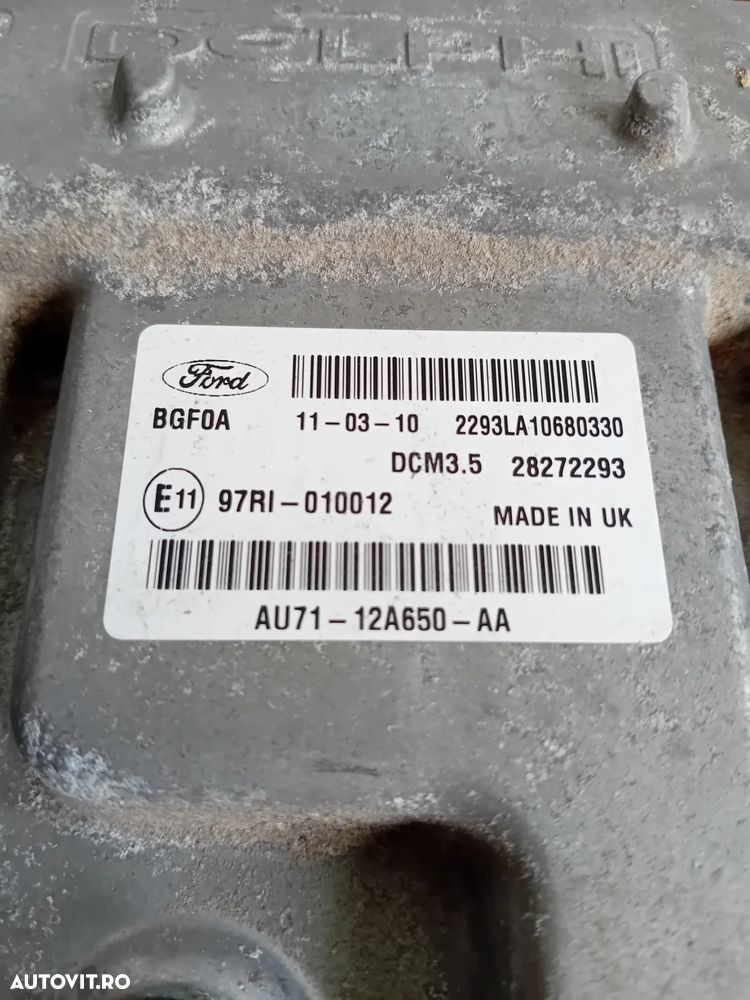 DELPHI
Ford
BGF0A 11-03-10 2293LA10680330
DCM3.5 28272293
E11 97RI-010012 MADE IN UK
AU71-12A650-AA
AUTOVIT.RO